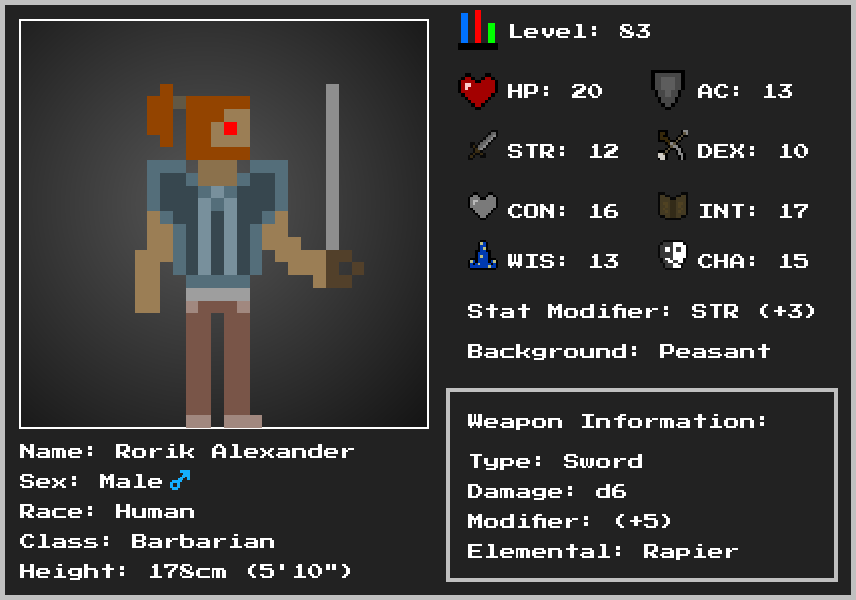 Level: 83
HP: 20 AC: 13
STR: 12 DEX: 10
CON: 16 INT: 17
WIS: 13 CHA: 15
Stat Modifier: STR (+3)
Background: Peasant
Weapon Information:
Type: Sword
Damage: d6
Modifier: (+5)
Elemental: Rapier
Name: Rorik Alexander
Sex: Male ♂
Race: Human
Class: Barbarian
Height: 178cm (5'10")